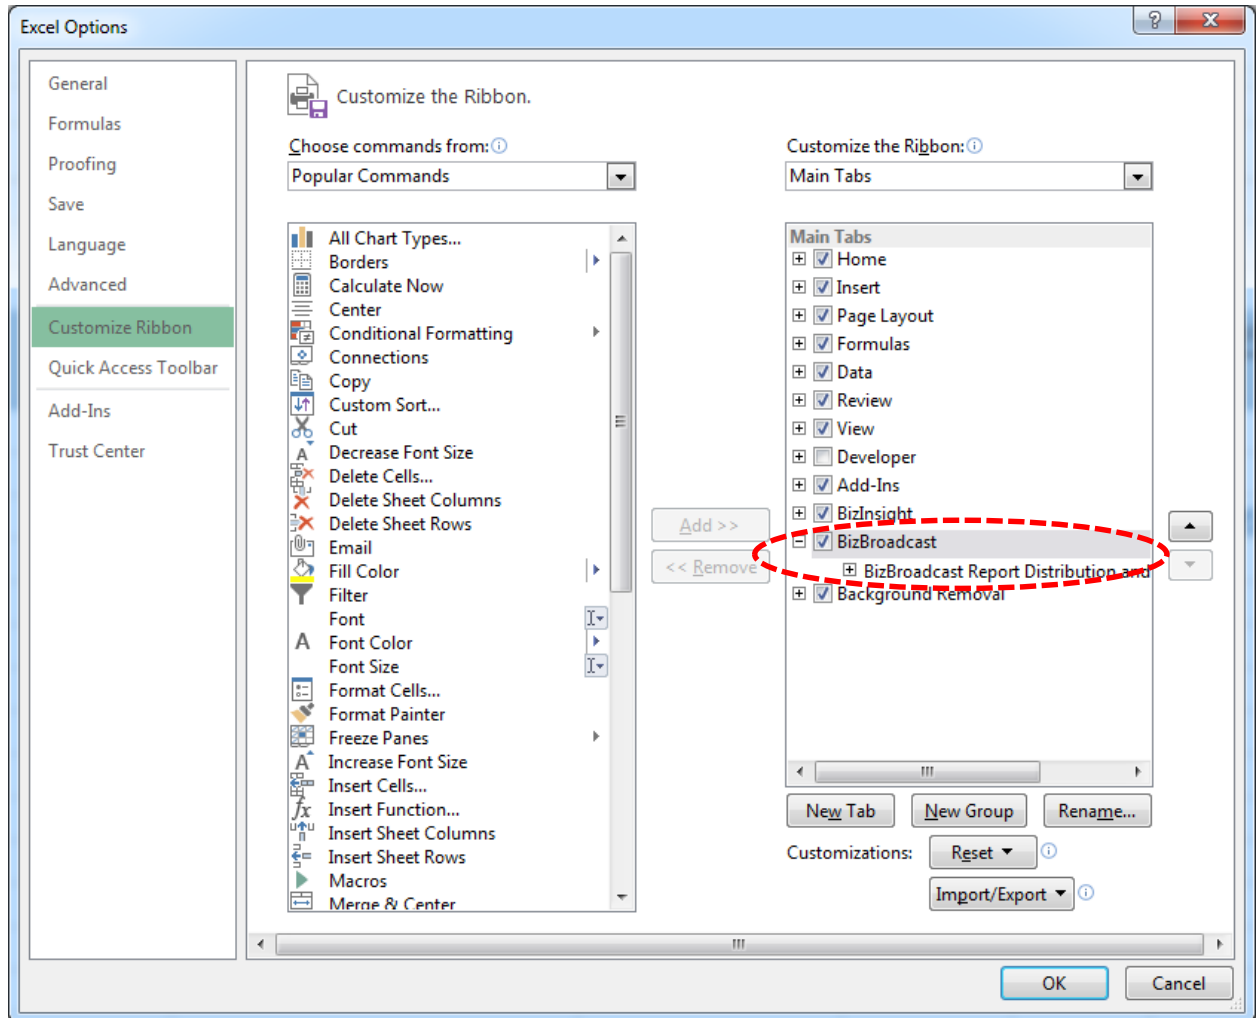 Excel Options
General
Formulas
Proofing
Save
Language
Advanced
Customize Ribbon
Quick Access Toolbar
Add-Ins
Trust Center
Customize the Ribbon.
Choose commands from:
Popular Commands
All Chart Types...
Borders
Calculate Now
Center
Conditional Formatting
Connections
Copy
Custom Sort...
Cut
Decrease Font Size
Delete Cells...
Delete Sheet Columns
Delete Sheet Rows
Email
Fill Color
Filter
Font
Font Color
Font Size
Format Cells...
Format Painter
Freeze Panes
Increase Font Size
Insert Cells...
Insert Function...
Insert Sheet Columns
Insert Sheet Rows
Macros
Merge & Center
Add >>
<< Remove
Customize the Ribbon:
Main Tabs
Main Tabs
Home
Insert
Page Layout
Formulas
Data
Review
View
Developer
Add-Ins
BizInsight
BizBroadcast
BizBroadcast Report Distribution and
Background Removal
New Tab
New Group
Rename...
Customizations:
Reset
Import/Export
OK
Cancel